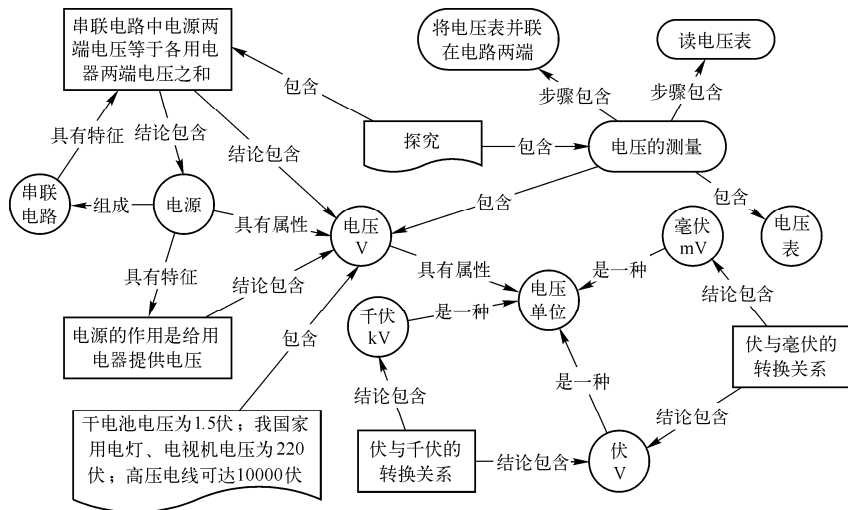 串联电路中电源两
端电压等于各用电
器两端电压之和
将电压表并联
在电路两端
读电压表
包含
步骤包含
步骤包含
具有特征
结论包含
结论包含
探究
包含
电压的测量
串联
电路
组成
电源
具有属性
电压
V
包含
包含
电压
表
毫伏
mV
具有特征
结论包含
具有属性
是一种
结论包含
电压
单位
千伏
kV
是一种
电源的作用是给用
电器提供电压
包含
伏与毫伏的
转换关系
结论包含
是一种
结论包含
干电池电压为1.5伏；我国家
用电灯、电视机电压为220
伏；高压电线可达10000伏
伏与千伏的
转换关系
结论包含
伏
V